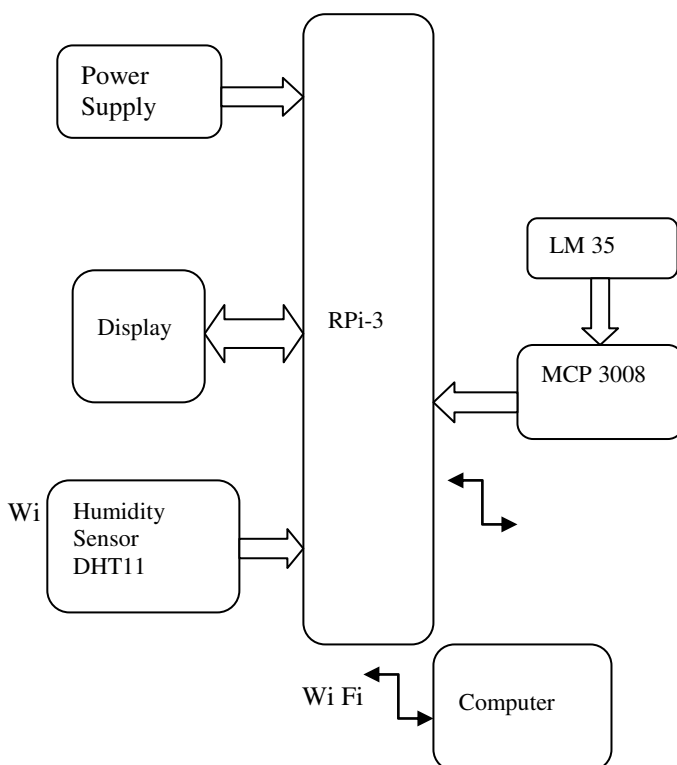 Power
Supply
LM 35
Display
RPi-3
MCP 3008
Wi
Humidity
Sensor
DHT11
Wi Fi
Computer